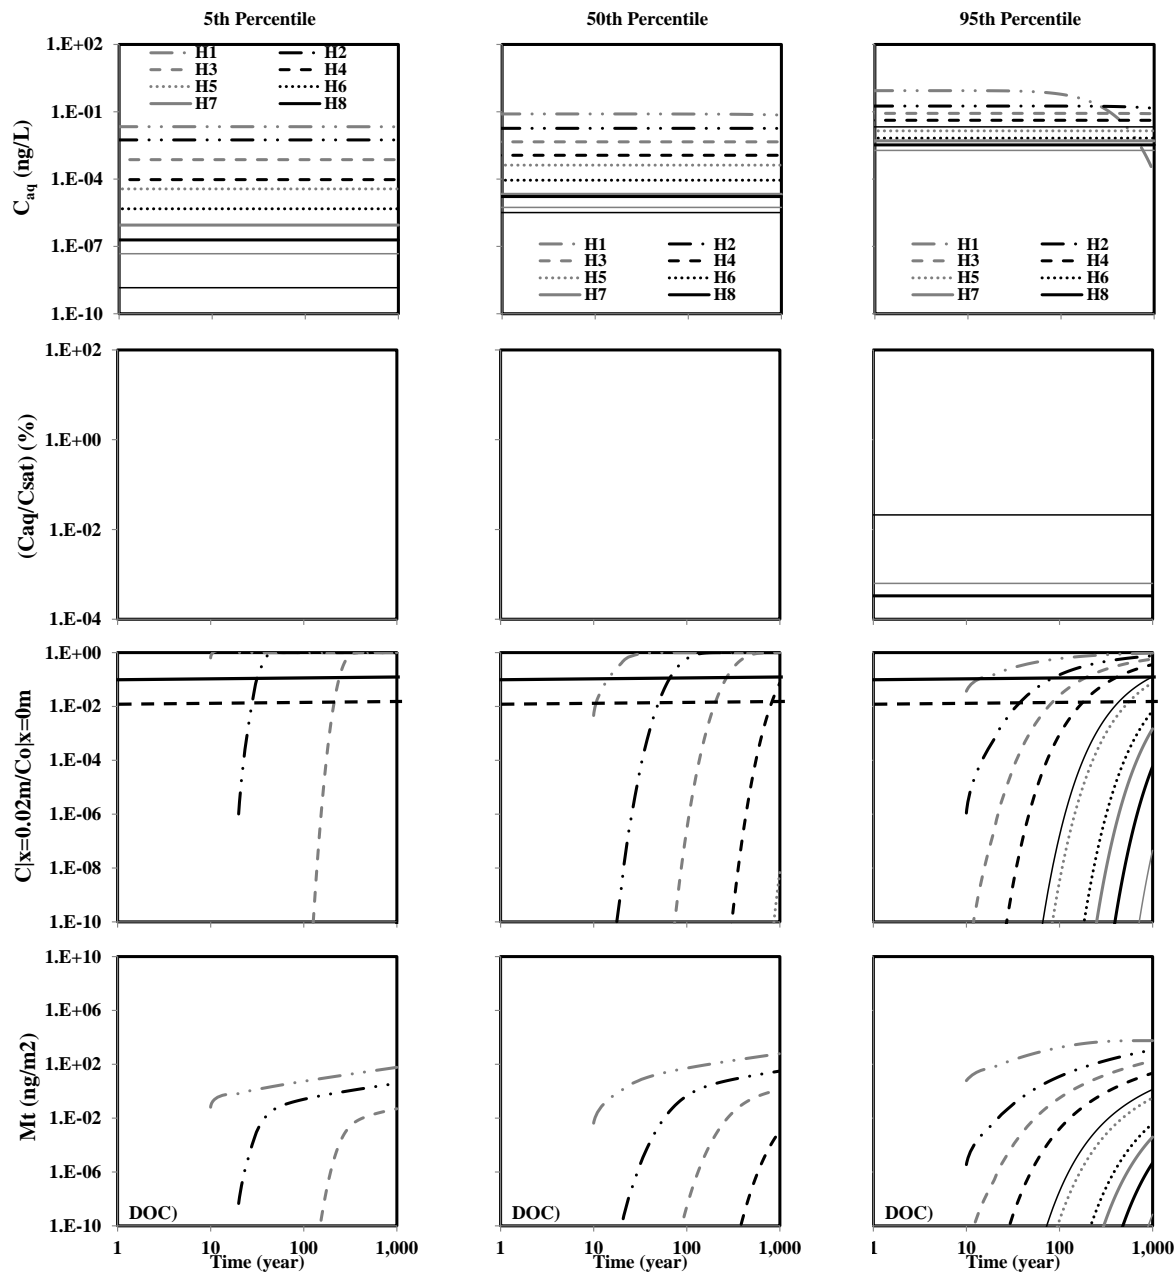 5th Percentile 50th Percentile 95th Percentile
1.E+02
H1 H2
H3 H4
H5 H6
H7 H8
1.E-01
1.E-04
1.E-07
1.E-10
Caq (ng/L)
H1 H2
H3 H4
H5 H6
H7 H8
H1 H2
H3 H4
H5 H6
H7 H8
1.E+02
1.E+00
1.E-02
1.E-04
(Caq/Csat) (%)
1.E+00
1.E-02
1.E-04
1.E-06
1.E-08
1.E-10
C|x=0.02m/Co|x=0m
1.E+10
1.E+06
1.E+02
1.E-02
1.E-06
1.E-10
Mt (ng/m2)
DOC) DOC) DOC)
1 10 100 1,000 1 10 100 1,000 1 10 100 1,000
Time (year) Time (year) Time (year)